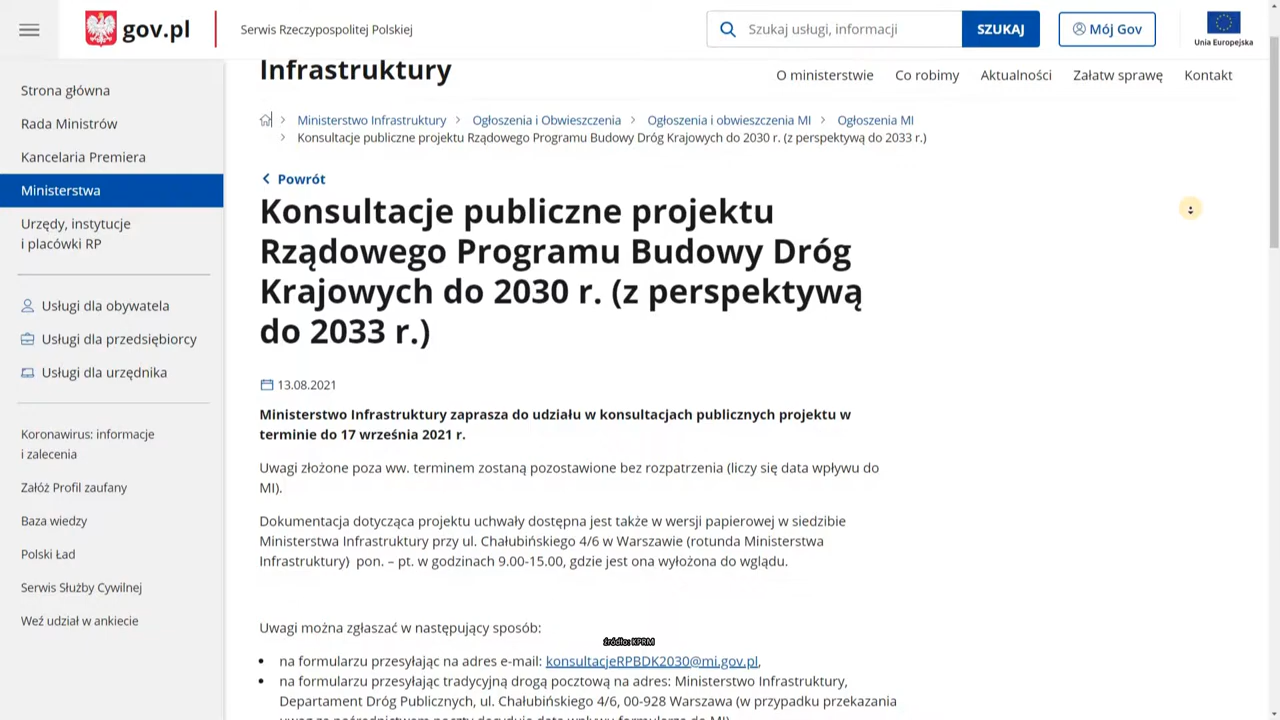 gov.pl
Serwis Rzeczypospolitej Polskiej
Szukaj usługi, informacji
SZUKAJ
Mój Gov
Unia Europejska
Infrastruktury
O ministerstwie
Co robimy
Aktualności
Załatw sprawę
Kontakt
Strona główna
Rada Ministrów
Kancelaria Premiera
Ministerstwa
Urzędy, instytucje
i placówki RP
Usługi dla obywatela
Usługi dla przedsiębiorcy
Usługi dla urzędnika
Koronawirus: informacje
i zalecenia
Załóż Profil zaufany
Baza wiedzy
Polski Ład
Serwis Służby Cywilnej
Weź udział w ankiecie
Ministerstwo Infrastruktury > Ogłoszenia i Obwieszczenia > Ogłoszenia i obwieszczenia MI > Ogłoszenia MI
> Konsultacje publiczne projektu Rządowego Programu Budowy Dróg Krajowych do 2030 r. (z perspektywą do 2033 r.)
Powrót
Konsultacje publiczne projektu
Rządowego Programu Budowy Dróg
Krajowych do 2030 r. (z perspektywą
do 2033 r.)
13.08.2021
Ministerstwo Infrastruktury zaprasza do udziału w konsultacjach publicznych projektu w
terminie do 17 września 2021 r.
Uwagi złożone poza ww. terminem zostaną pozostawione bez rozpatrzenia (liczy się data wpływu do
MI).
Dokumentacja dotycząca projektu uchwały dostępna jest także w wersji papierowej w siedzibie
Ministerstwa Infrastruktury przy ul. Chałubińskiego 4/6 w Warszawie (rotunda Ministerstwa
Infrastruktury) pon. – pt. w godzinach 9.00-15.00, gdzie jest ona wyłożona do wglądu.
Uwagi można zgłaszać w następujący sposób:
źródło: KPRM
• na formularzu przesyłając na adres e-mail: konsultacjeRPBDK2030@mi.gov.pl,
• na formularzu przesyłając tradycyjną drogą pocztową na adres: Ministerstwo Infrastruktury,
Departament Dróg Publicznych, ul. Chałubińskiego 4/6, 00-928 Warszawa (w przypadku przekazania